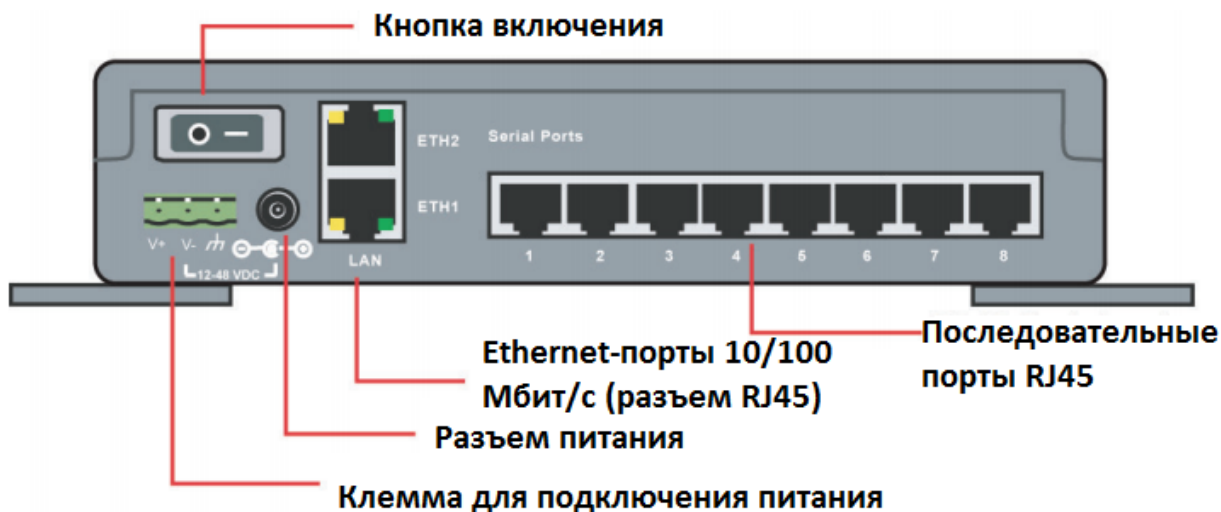 Кнопка включения
ETH2
Serial Ports
ETH1
V+ V-
12-48 VDC
LAN
1 2 3 4 5 6 7 8
Последовательные
порты RJ45
Ethernet-порты 10/100
Мбит/с (разъем RJ45)
Разъем питания
Клемма для подключения питания